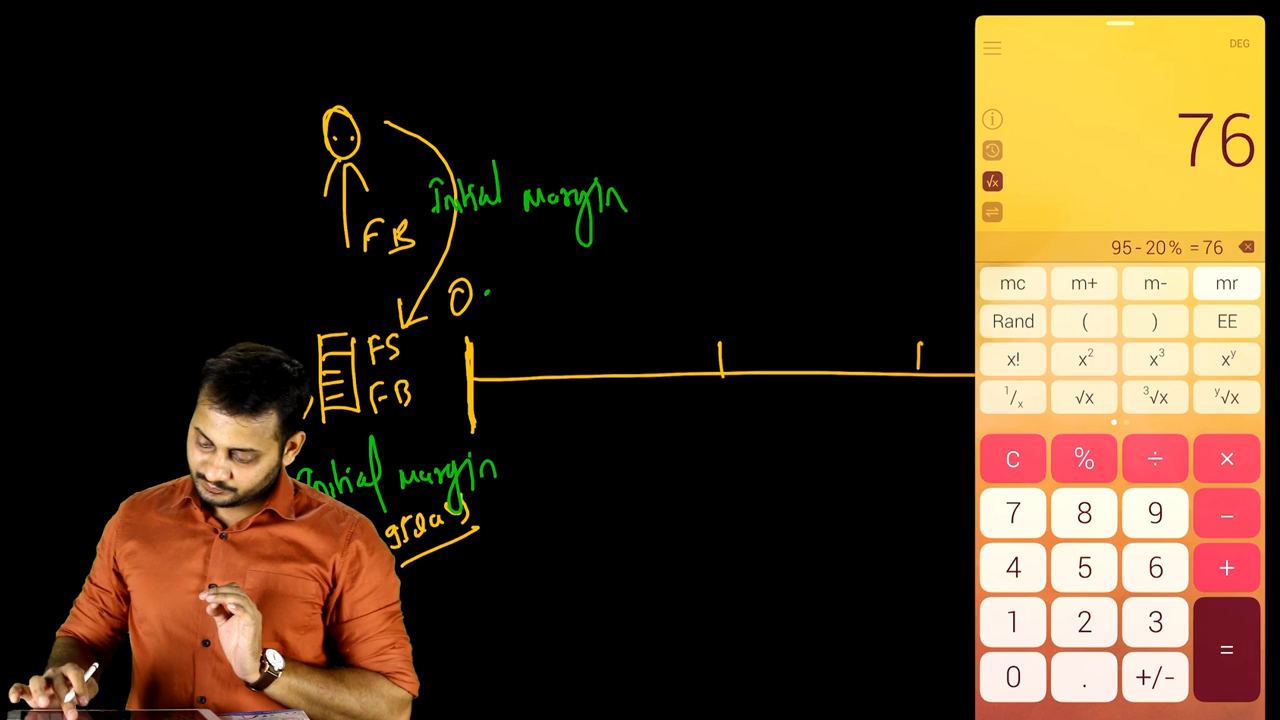 Initial margin
FB
0
FS
FB
Initial margin
DEG
76
95-20% =76
mc m+ m- mr
Rand ( ) EE
x! x² x³ xʸ
¹/ₓ √x ³√x ʸ√x
C % ÷ ×
7 8 9 −
4 5 6 +
1 2 3
0 . +/- =